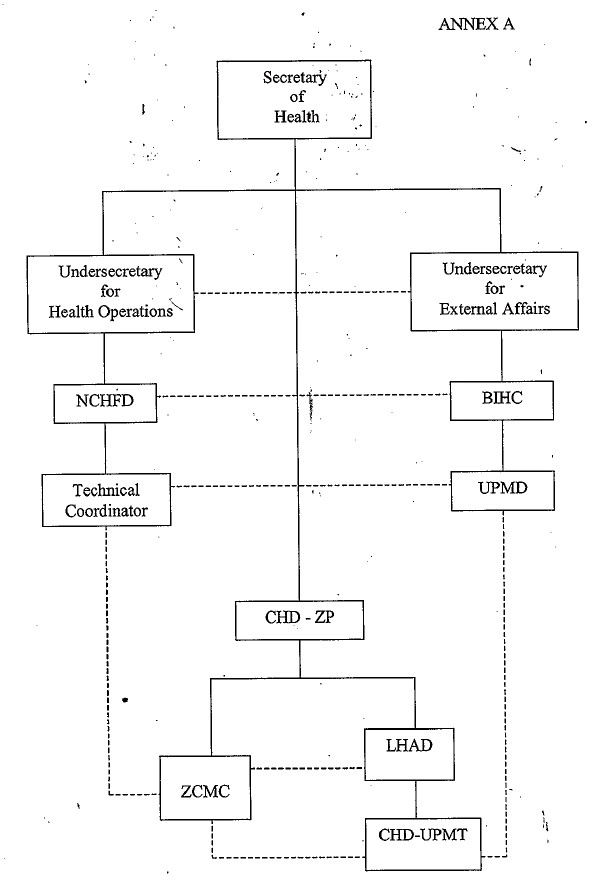 ANNEX A
Secretary
of
Health
Undersecretary
for
Health Operations
Undersecretary
for
External Affairs
NCHFD
BIHC
Technical
Coordinator
UPMD
CHD - ZP
LHAD
ZCMC
CHD-UPMT